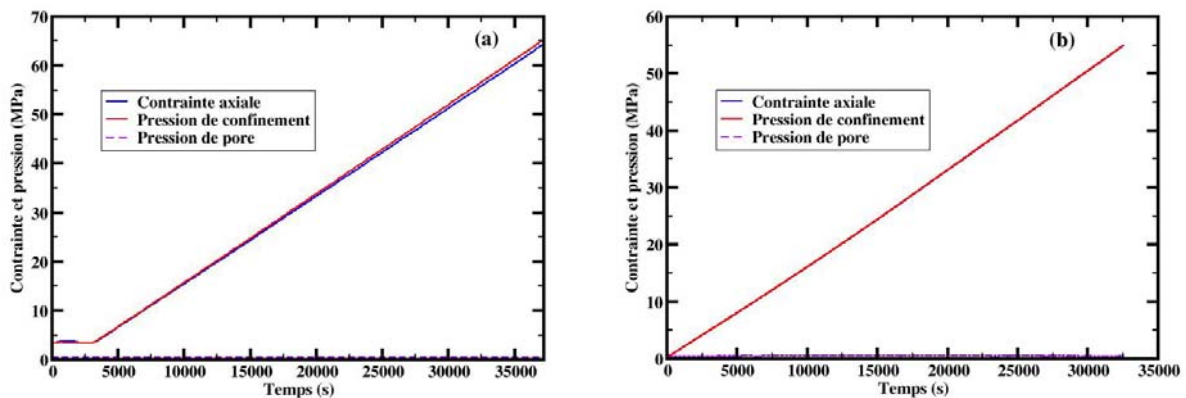 70
60
50
40
30
20
10
0
Contrainte et pression (MPa)
(a)
Contrainte axiale
Pression de confinement
Pression de pore
0 5000 10000 15000 20000 25000 30000 35000
Temps (s)
60
50
40
30
20
10
0
Contrainte et pression (MPa)
(b)
Contrainte axiale
Pression de confinement
Pression de pore
0 5000 10000 15000 20000 25000 30000 35000
Temps (s)